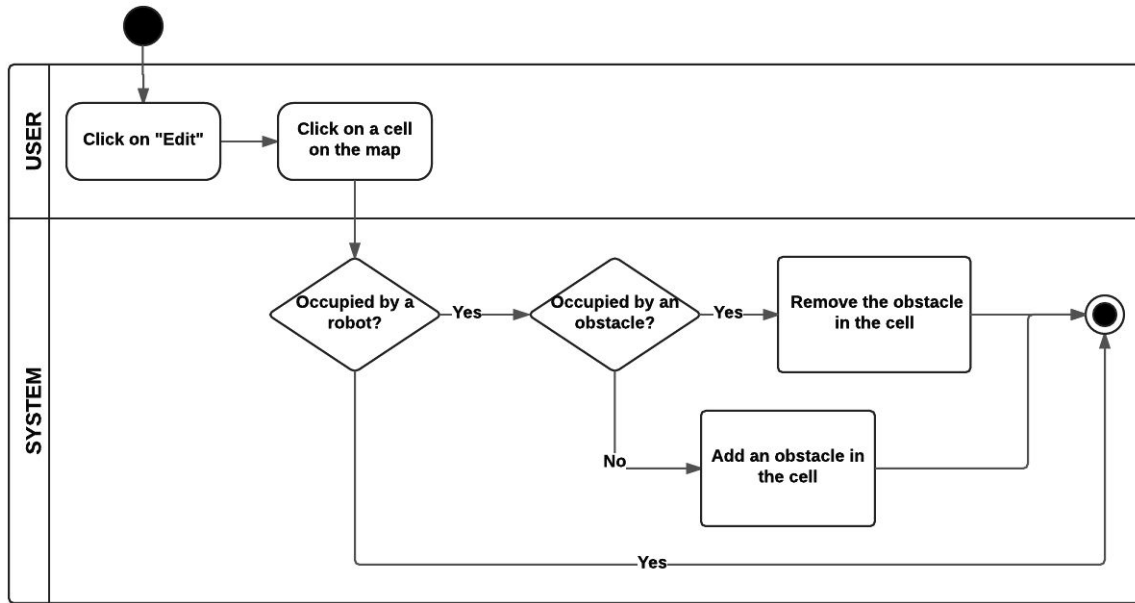 USER
Click on "Edit"
Click on a cell
on the map
SYSTEM
Occupied by a
robot?
Yes
Occupied by an
obstacle?
Yes
Remove the obstacle
in the cell
No
Add an obstacle in
the cell
Yes